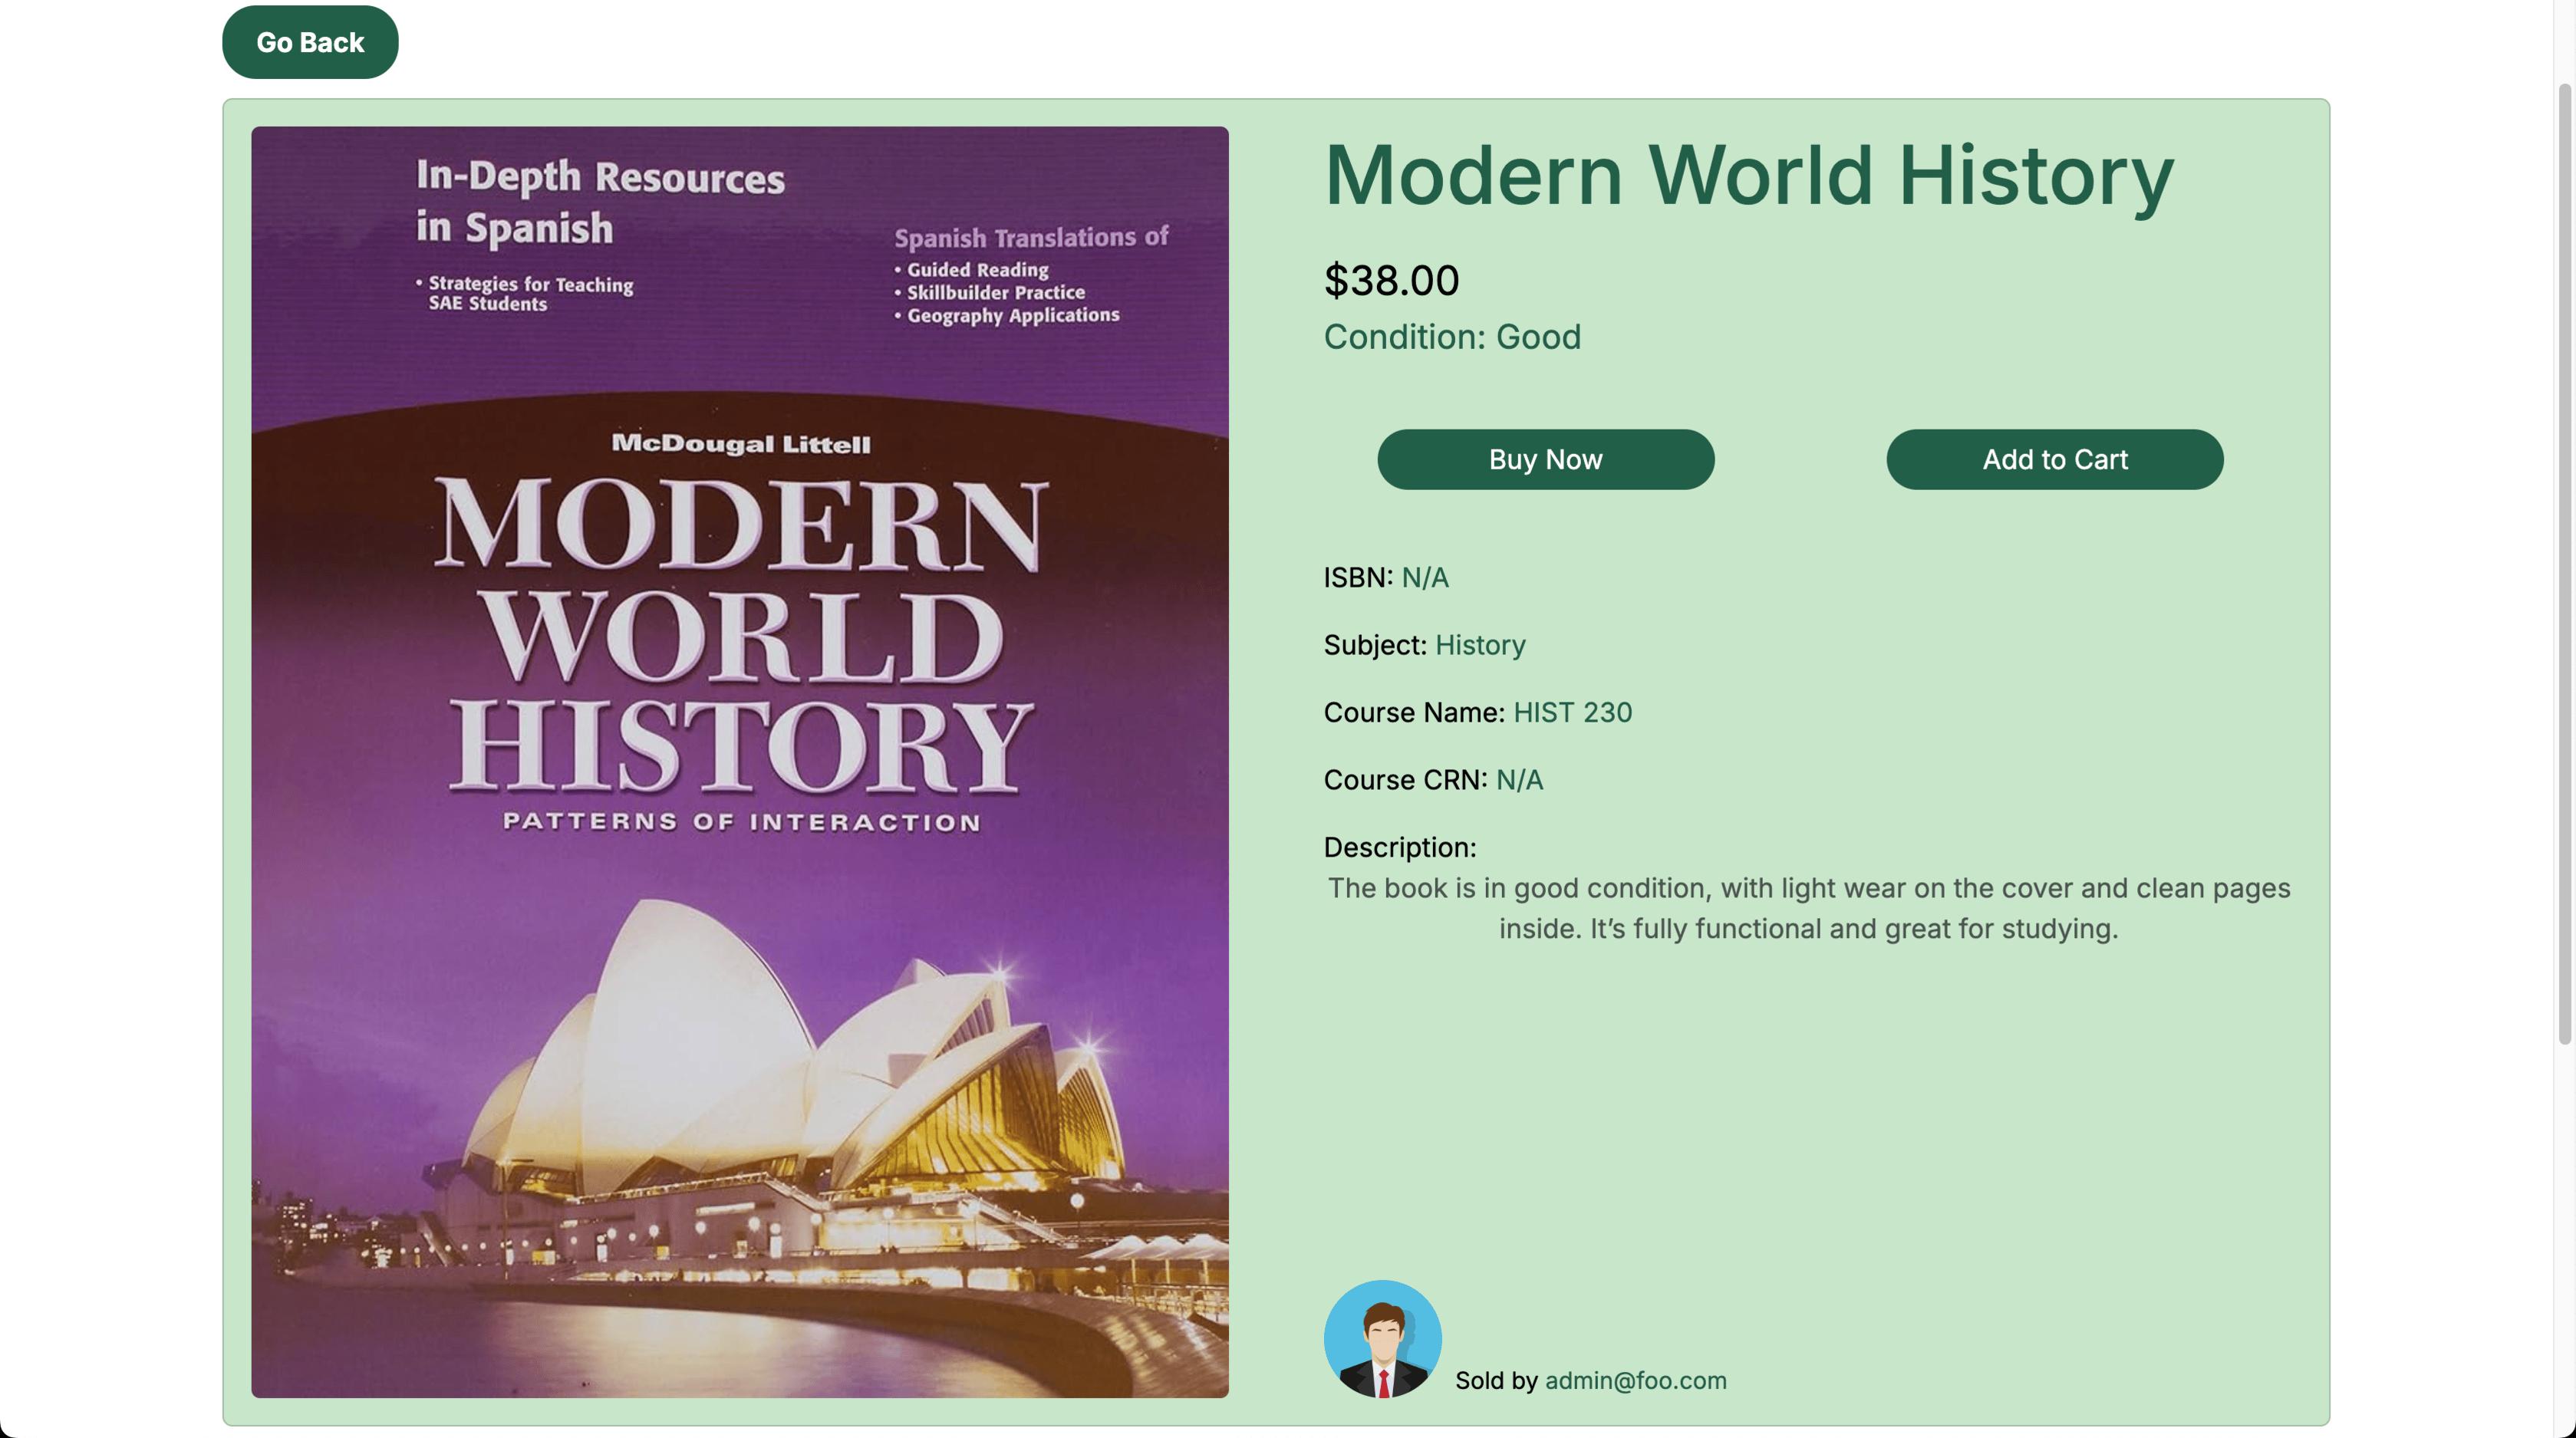 Go Back
In-Depth Resources
in Spanish
• Strategies for Teaching
SAE Students
Spanish Translations of
• Guided Reading
• Skillbuilder Practice
• Geography Applications
McDougal Littell
MODERN
WORLD
HISTORY
PATTERNS OF INTERACTION
Modern World History
$38.00
Condition: Good
Buy Now
Add to Cart
ISBN: N/A
Subject: History
Course Name: HIST 230
Course CRN: N/A
Description:
The book is in good condition, with light wear on the cover and clean pages
inside. It’s fully functional and great for studying.
Sold by admin@foo.com